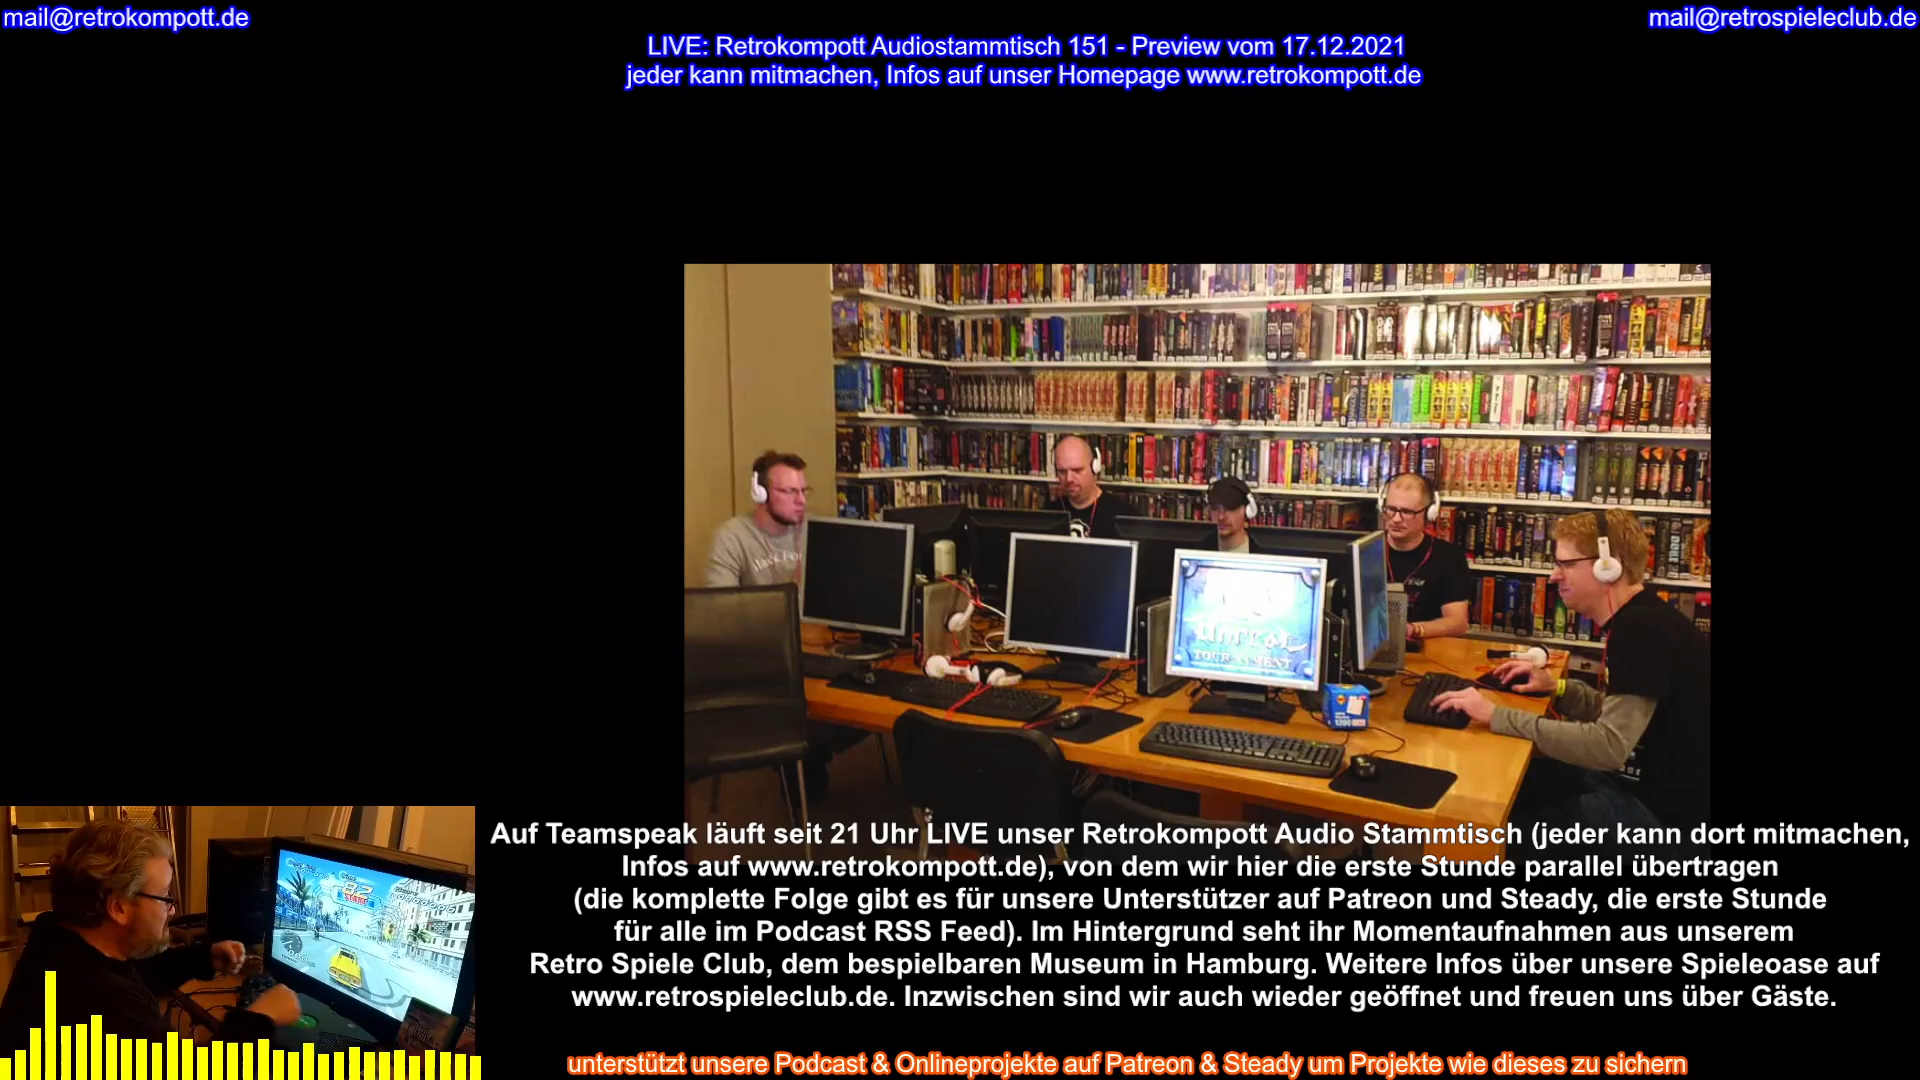 mail@retrokompott.de
mail@retrospieleclub.de
LIVE: Retrokompott Audiostammtisch 151 - Preview vom 17.12.2021
jeder kann mitmachen, Infos auf unser Homepage www.retrokompott.de
UNREAL
TOURNAMENT
82
START
Auf Teamspeak läuft seit 21 Uhr LIVE unser Retrokompott Audio Stammtisch (jeder kann dort mitmachen,
Infos auf www.retrokompott.de), von dem wir hier die erste Stunde parallel übertragen
(die komplette Folge gibt es für unsere Unterstützer auf Patreon und Steady, die erste Stunde
für alle im Podcast RSS Feed). Im Hintergrund seht ihr Momentaufnahmen aus unserem
Retro Spiele Club, dem bespielbaren Museum in Hamburg. Weitere Infos über unsere Spieleoase auf
www.retrospieleclub.de. Inzwischen sind wir auch wieder geöffnet und freuen uns über Gäste.
unterstützt unsere Podcast & Onlineprojekte auf Patreon & Steady um Projekte wie dieses zu sichern